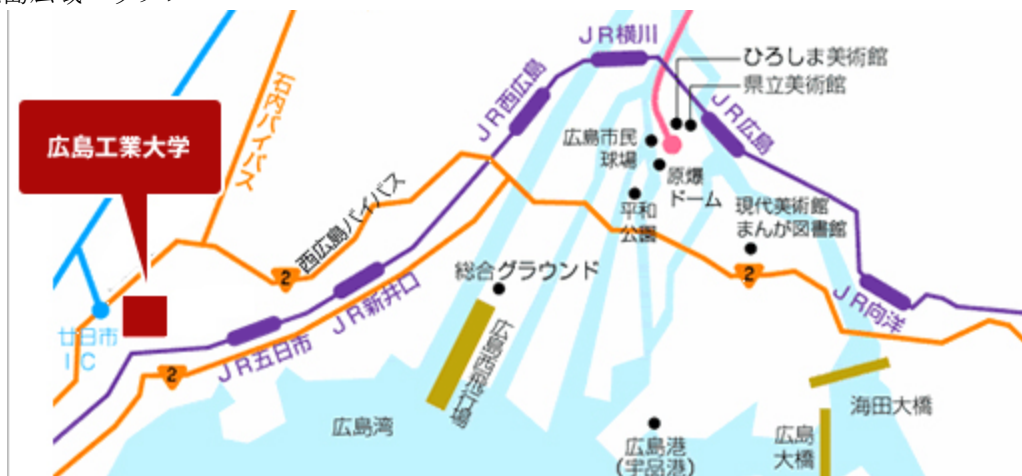 JR横川
ひろしま美術館
県立美術館
JR西広島
JR広島
石内バイパス
広島工業大学
広島市民
球場
原爆
ドーム
平和
公園
現代美術館
まんが図書館
西広島バイパス
2
総合グラウンド
2
JR新井口
JR向洋
廿日市
IC
JR五日市
2
広島西飛行場
海田大橋
広島湾
広島港
(宇品港)
広島
大橋